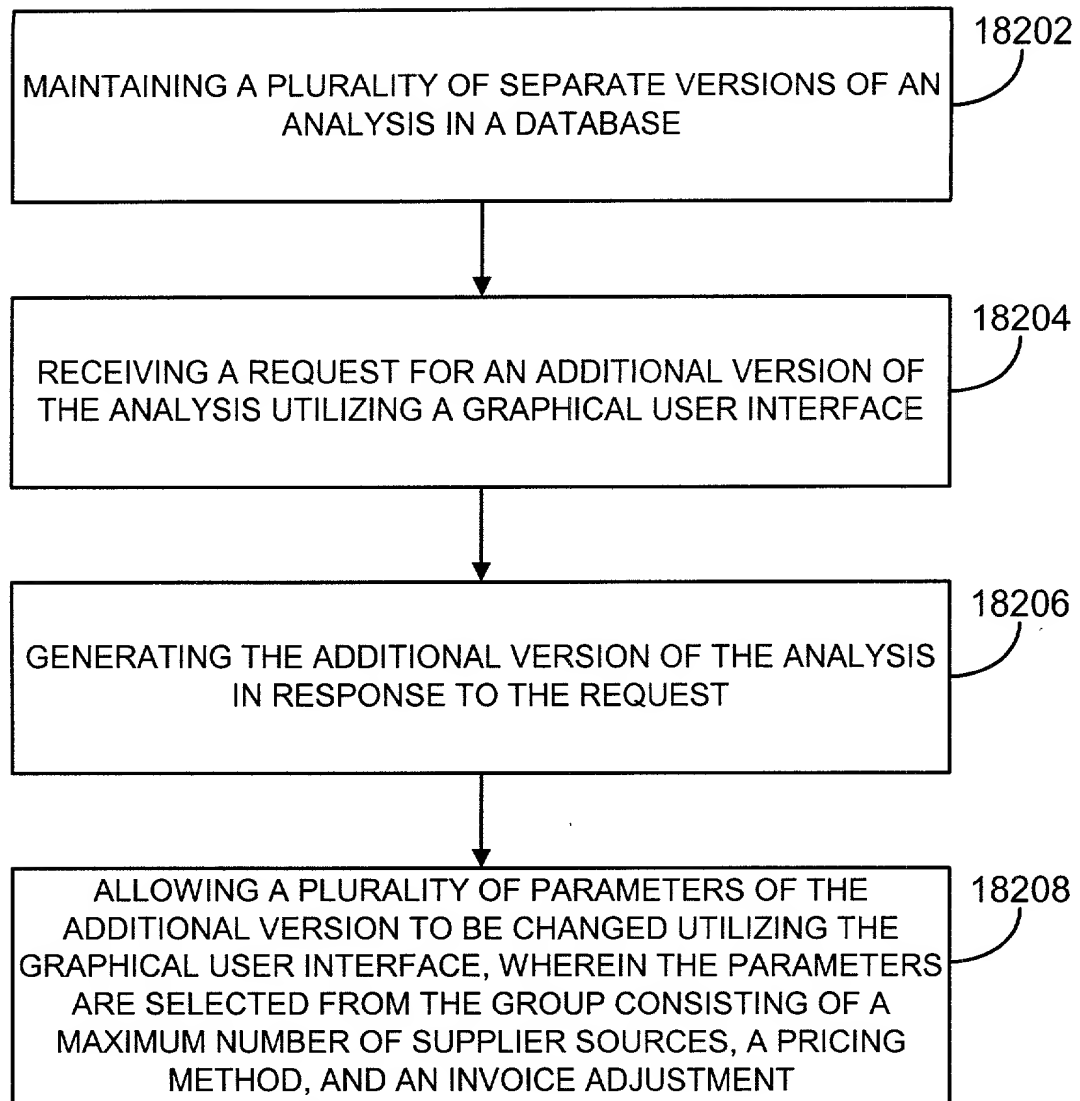 18202
MAINTAINING A PLURALITY OF SEPARATE VERSIONS OF AN
ANALYSIS IN A DATABASE
18204
RECEIVING A REQUEST FOR AN ADDITIONAL VERSION OF
THE ANALYSIS UTILIZING A GRAPHICAL USER INTERFACE
18206
GENERATING THE ADDITIONAL VERSION OF THE ANALYSIS
IN RESPONSE TO THE REQUEST
18208
ALLOWING A PLURALITY OF PARAMETERS OF THE
ADDITIONAL VERSION TO BE CHANGED UTILIZING THE
GRAPHICAL USER INTERFACE, WHEREIN THE PARAMETERS
ARE SELECTED FROM THE GROUP CONSISTING OF A
MAXIMUM NUMBER OF SUPPLIER SOURCES, A PRICING
METHOD, AND AN INVOICE ADJUSTMENT